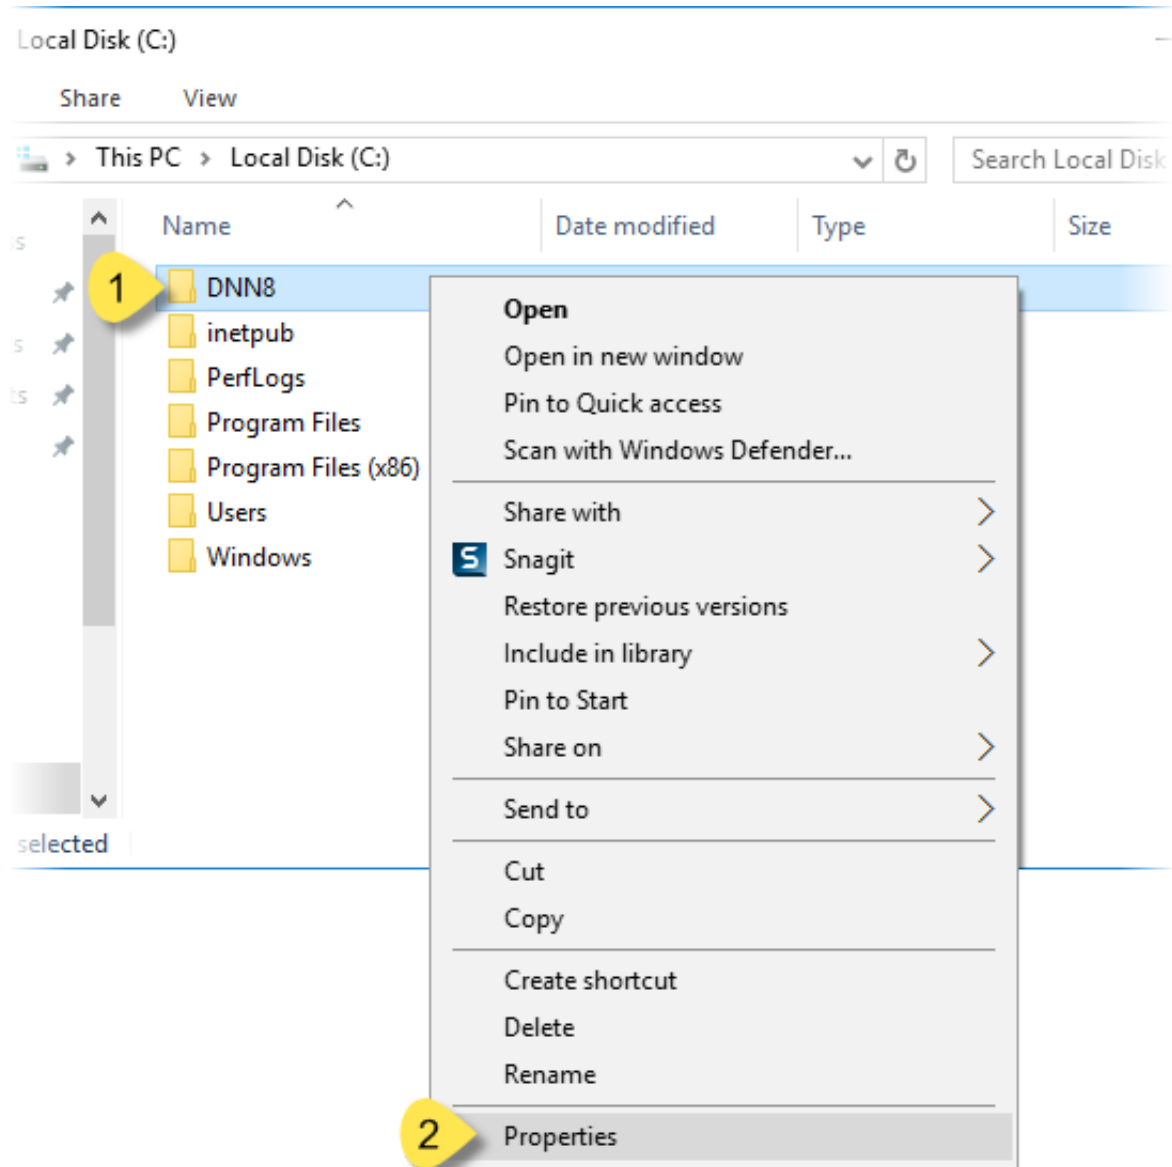 Local Disk (C:)
Share View
This PC > Local Disk (C:)
Search Local Disk
Name Date modified Type Size
1
DNN8
inetpub
PerfLogs
Program Files
Program Files (x86)
Users
Windows
selected
Open
Open in new window
Pin to Quick access
Scan with Windows Defender...
Share with
S Snagit
Restore previous versions
Include in library
Pin to Start
Share on
Send to
Cut
Copy
Create shortcut
Delete
Rename
2
Properties